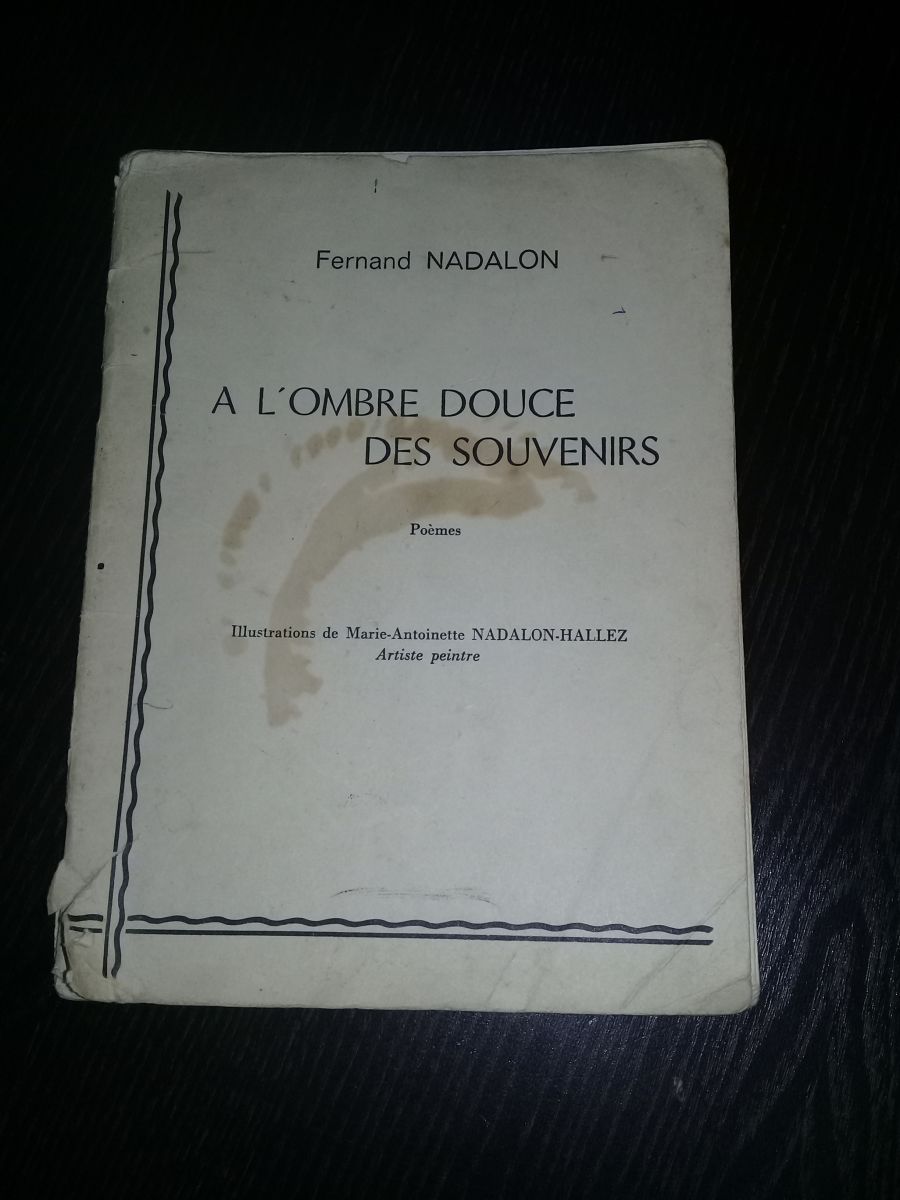 Fernand NADALON
A L'OMBRE DOUCE
DES SOUVENIRS
Poèmes
Illustrations de Marie-Antoinette NADALON-HALLEZ
Artiste peintre